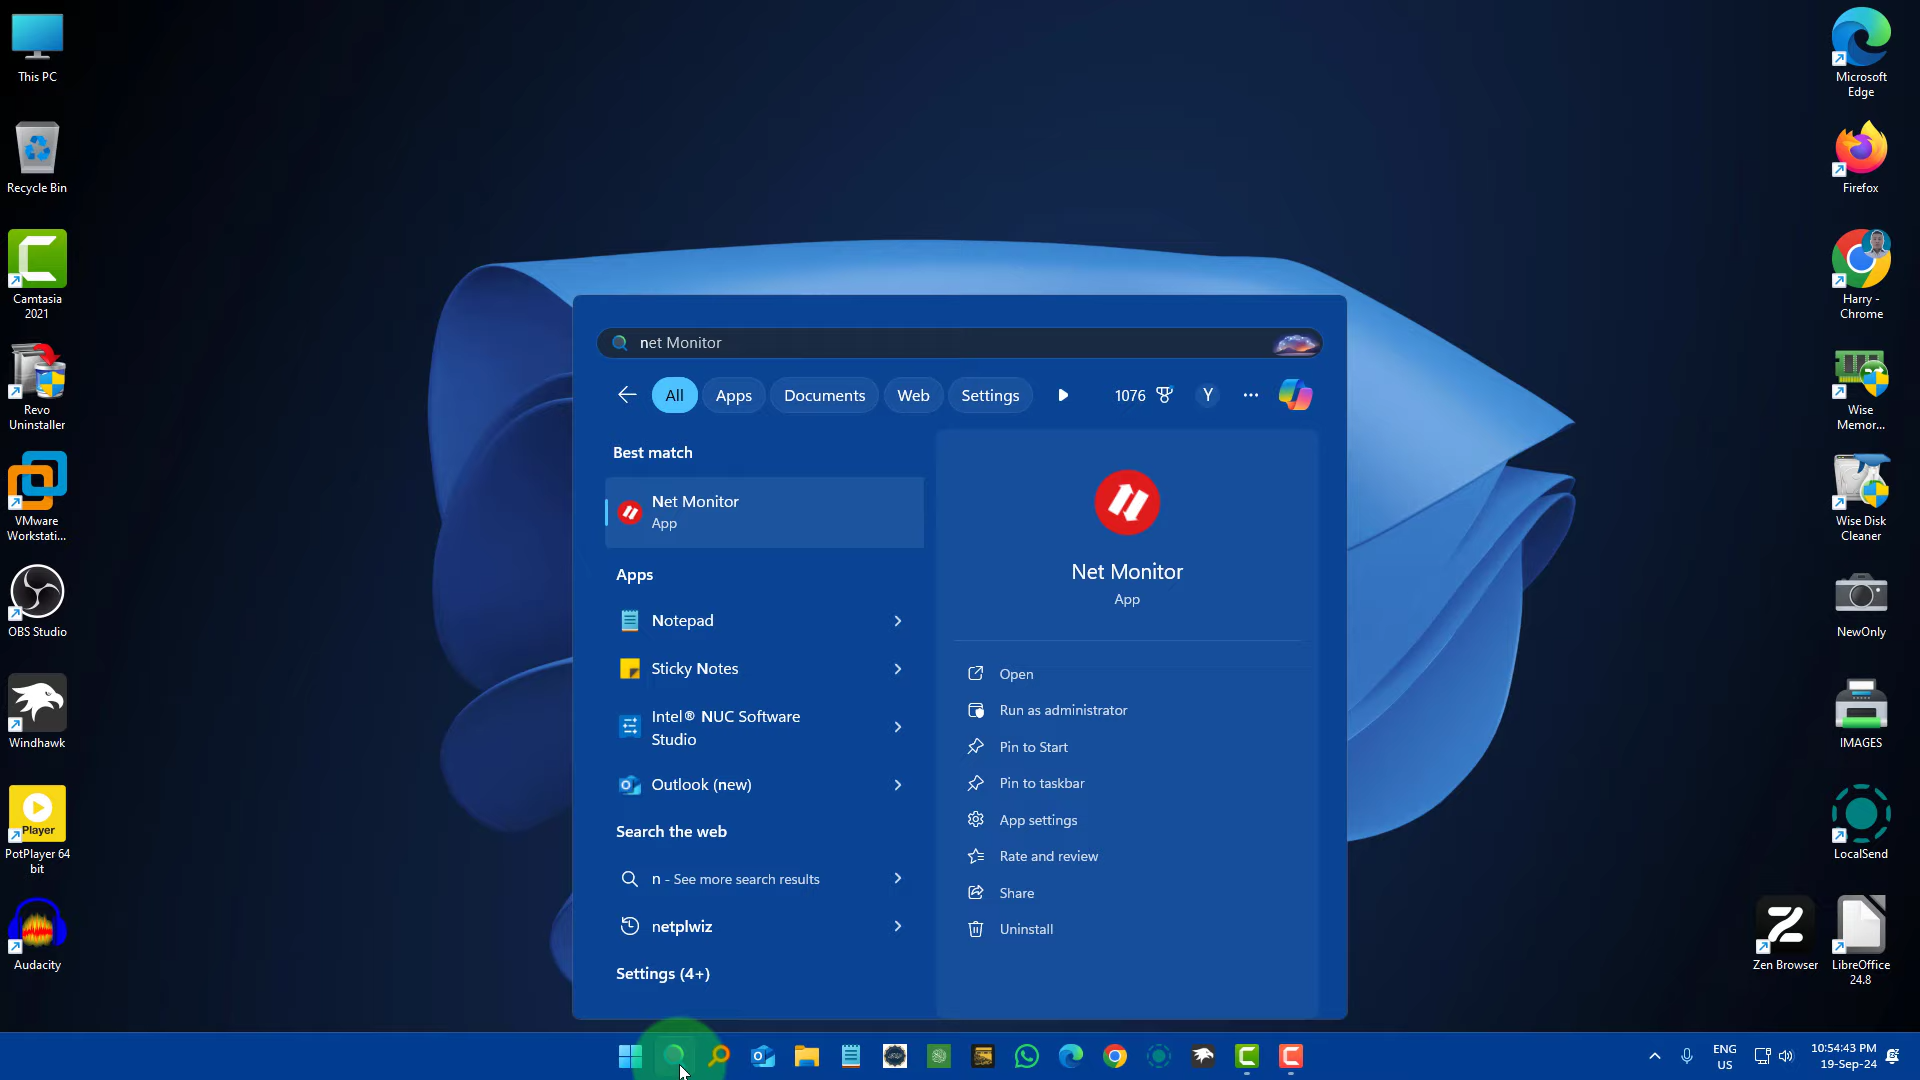 This PC
Recycle Bin
Camtasia
2021
Revo
Uninstaller
VMware
Workstati...
OBS Studio
Windhawk
Player
PotPlayer 64
bit
Audacity
net Monitor
All
Apps
Documents
Web
Settings
1076
Y
Best match
Net Monitor
App
Apps
Notepad
Sticky Notes
Intel® NUC Software
Studio
Outlook (new)
Search the web
n - See more search results
netplwiz
Settings (4+)
Net Monitor
App
Open
Run as administrator
Pin to Start
Pin to taskbar
App settings
Rate and review
Share
Uninstall
Microsoft
Edge
Firefox
Harry -
Chrome
Wise
Memor...
Wise Disk
Cleaner
NewOnly
IMAGES
LocalSend
Zen Browser
LibreOffice
24.8
ENG
US
10:54:43 PM
19-Sep-24